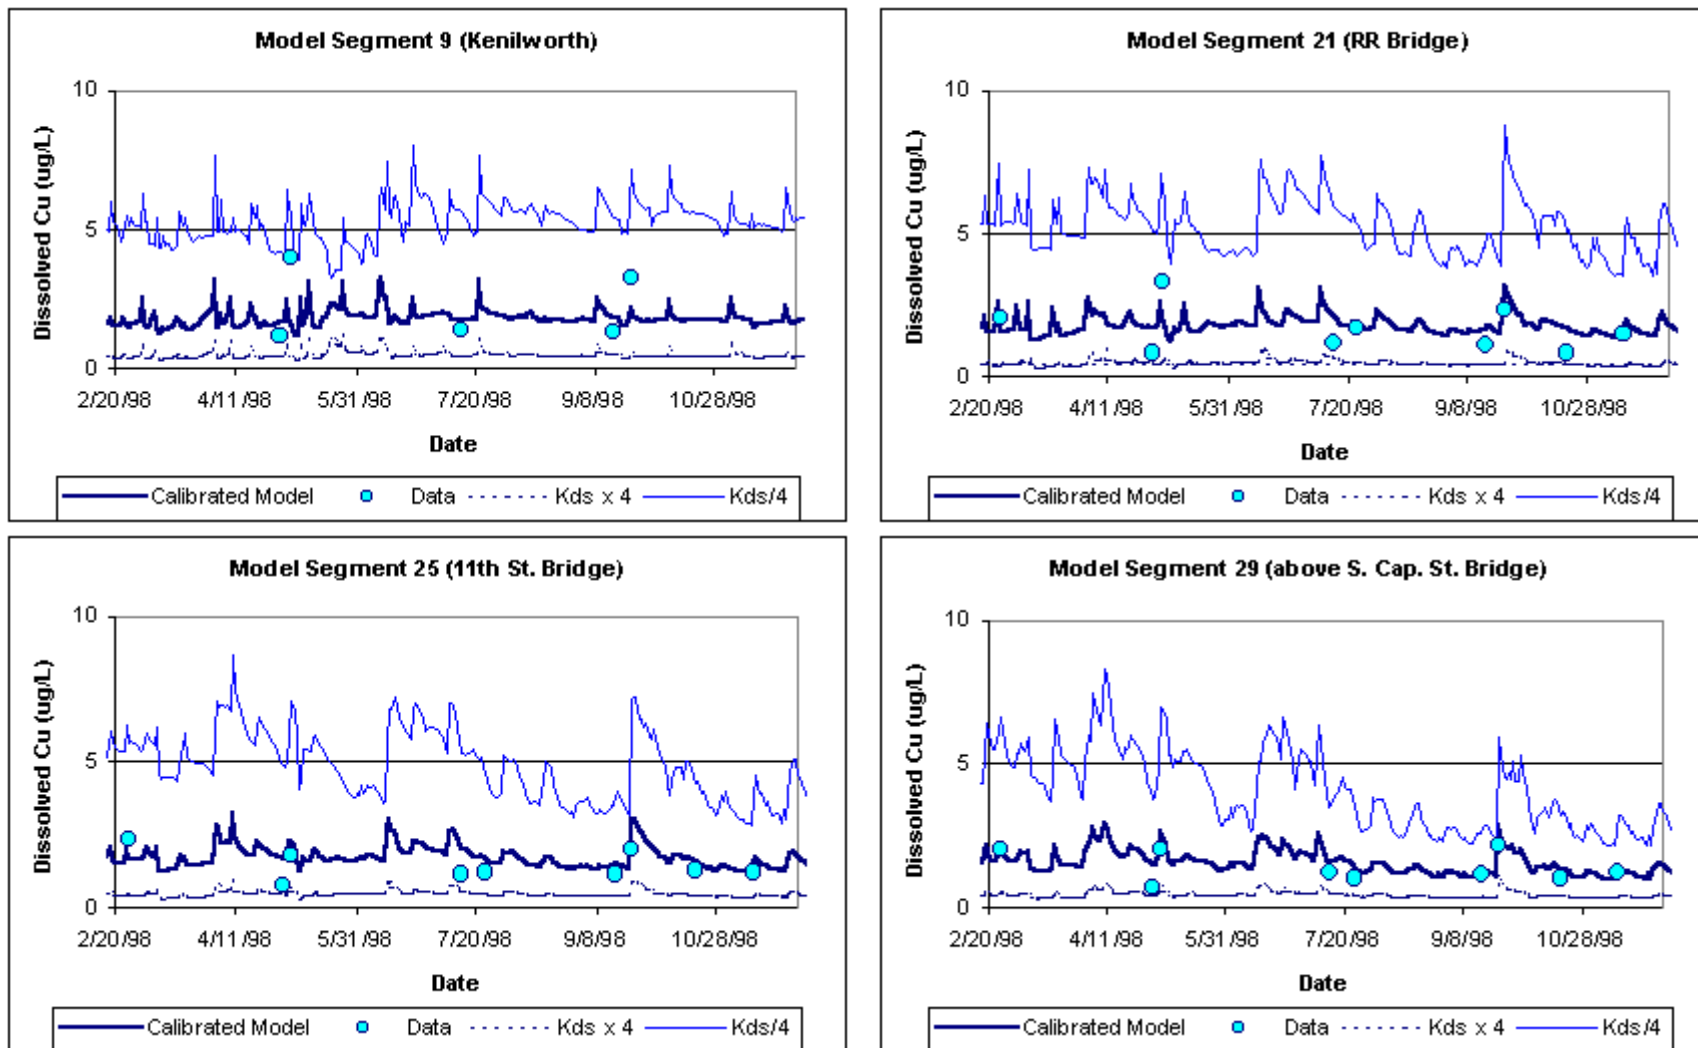 Model Segment 9 (Kenilworth)
Dissolved Cu (ug/L)
10
5
0
2/20/98 4/11/98 5/31/98 7/20/98 9/8/98 10/28/98
Date
Calibrated Model Data Kds x 4 Kds/4
Model Segment 21 (RR Bridge)
Dissolved Cu (ug/L)
10
5
0
2/20/98 4/11/98 5/31/98 7/20/98 9/8/98 10/28/98
Date
Calibrated Model Data Kds x 4 Kds/4
Model Segment 25 (11th St. Bridge)
Dissolved Cu (ug/L)
10
5
0
2/20/98 4/11/98 5/31/98 7/20/98 9/8/98 10/28/98
Date
Calibrated Model Data Kds x 4 Kds/4
Model Segment 29 (above S. Cap. St. Bridge)
Dissolved Cu (ug/L)
10
5
0
2/20/98 4/11/98 5/31/98 7/20/98 9/8/98 10/28/98
Date
Calibrated Model Data Kds x 4 Kds/4